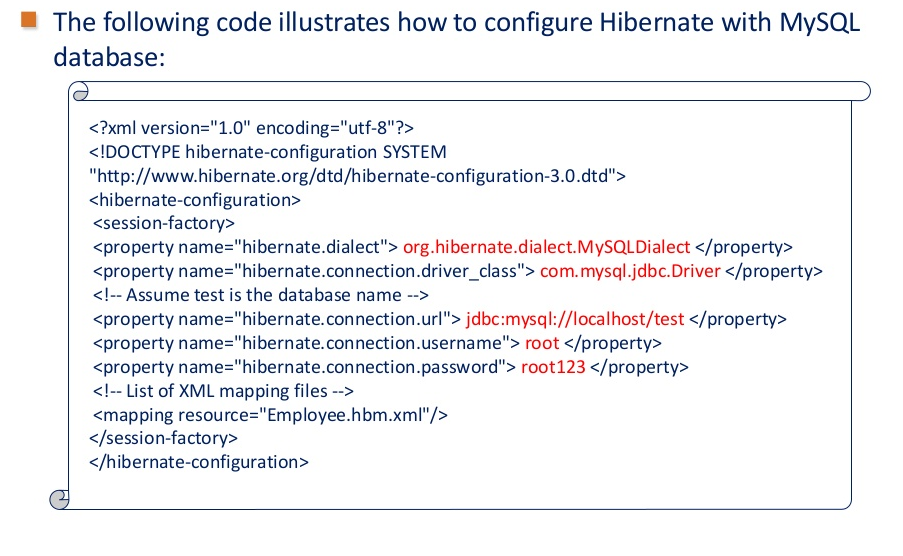 The following code illustrates how to configure Hibernate with MySQL
database:
<?xml version="1.0" encoding="utf-8"?>
<!DOCTYPE hibernate-configuration SYSTEM
"http://www.hibernate.org/dtd/hibernate-configuration-3.0.dtd">
<hibernate-configuration>
<session-factory>
<property name="hibernate.dialect"> org.hibernate.dialect.MySQLDialect </property>
<property name="hibernate.connection.driver_class"> com.mysql.jdbc.Driver </property>
<!-- Assume test is the database name -->
<property name="hibernate.connection.url"> jdbc:mysql://localhost/test </property>
<property name="hibernate.connection.username"> root </property>
<property name="hibernate.connection.password"> root123 </property>
<!-- List of XML mapping files -->
<mapping resource="Employee.hbm.xml"/>
</session-factory>
</hibernate-configuration>